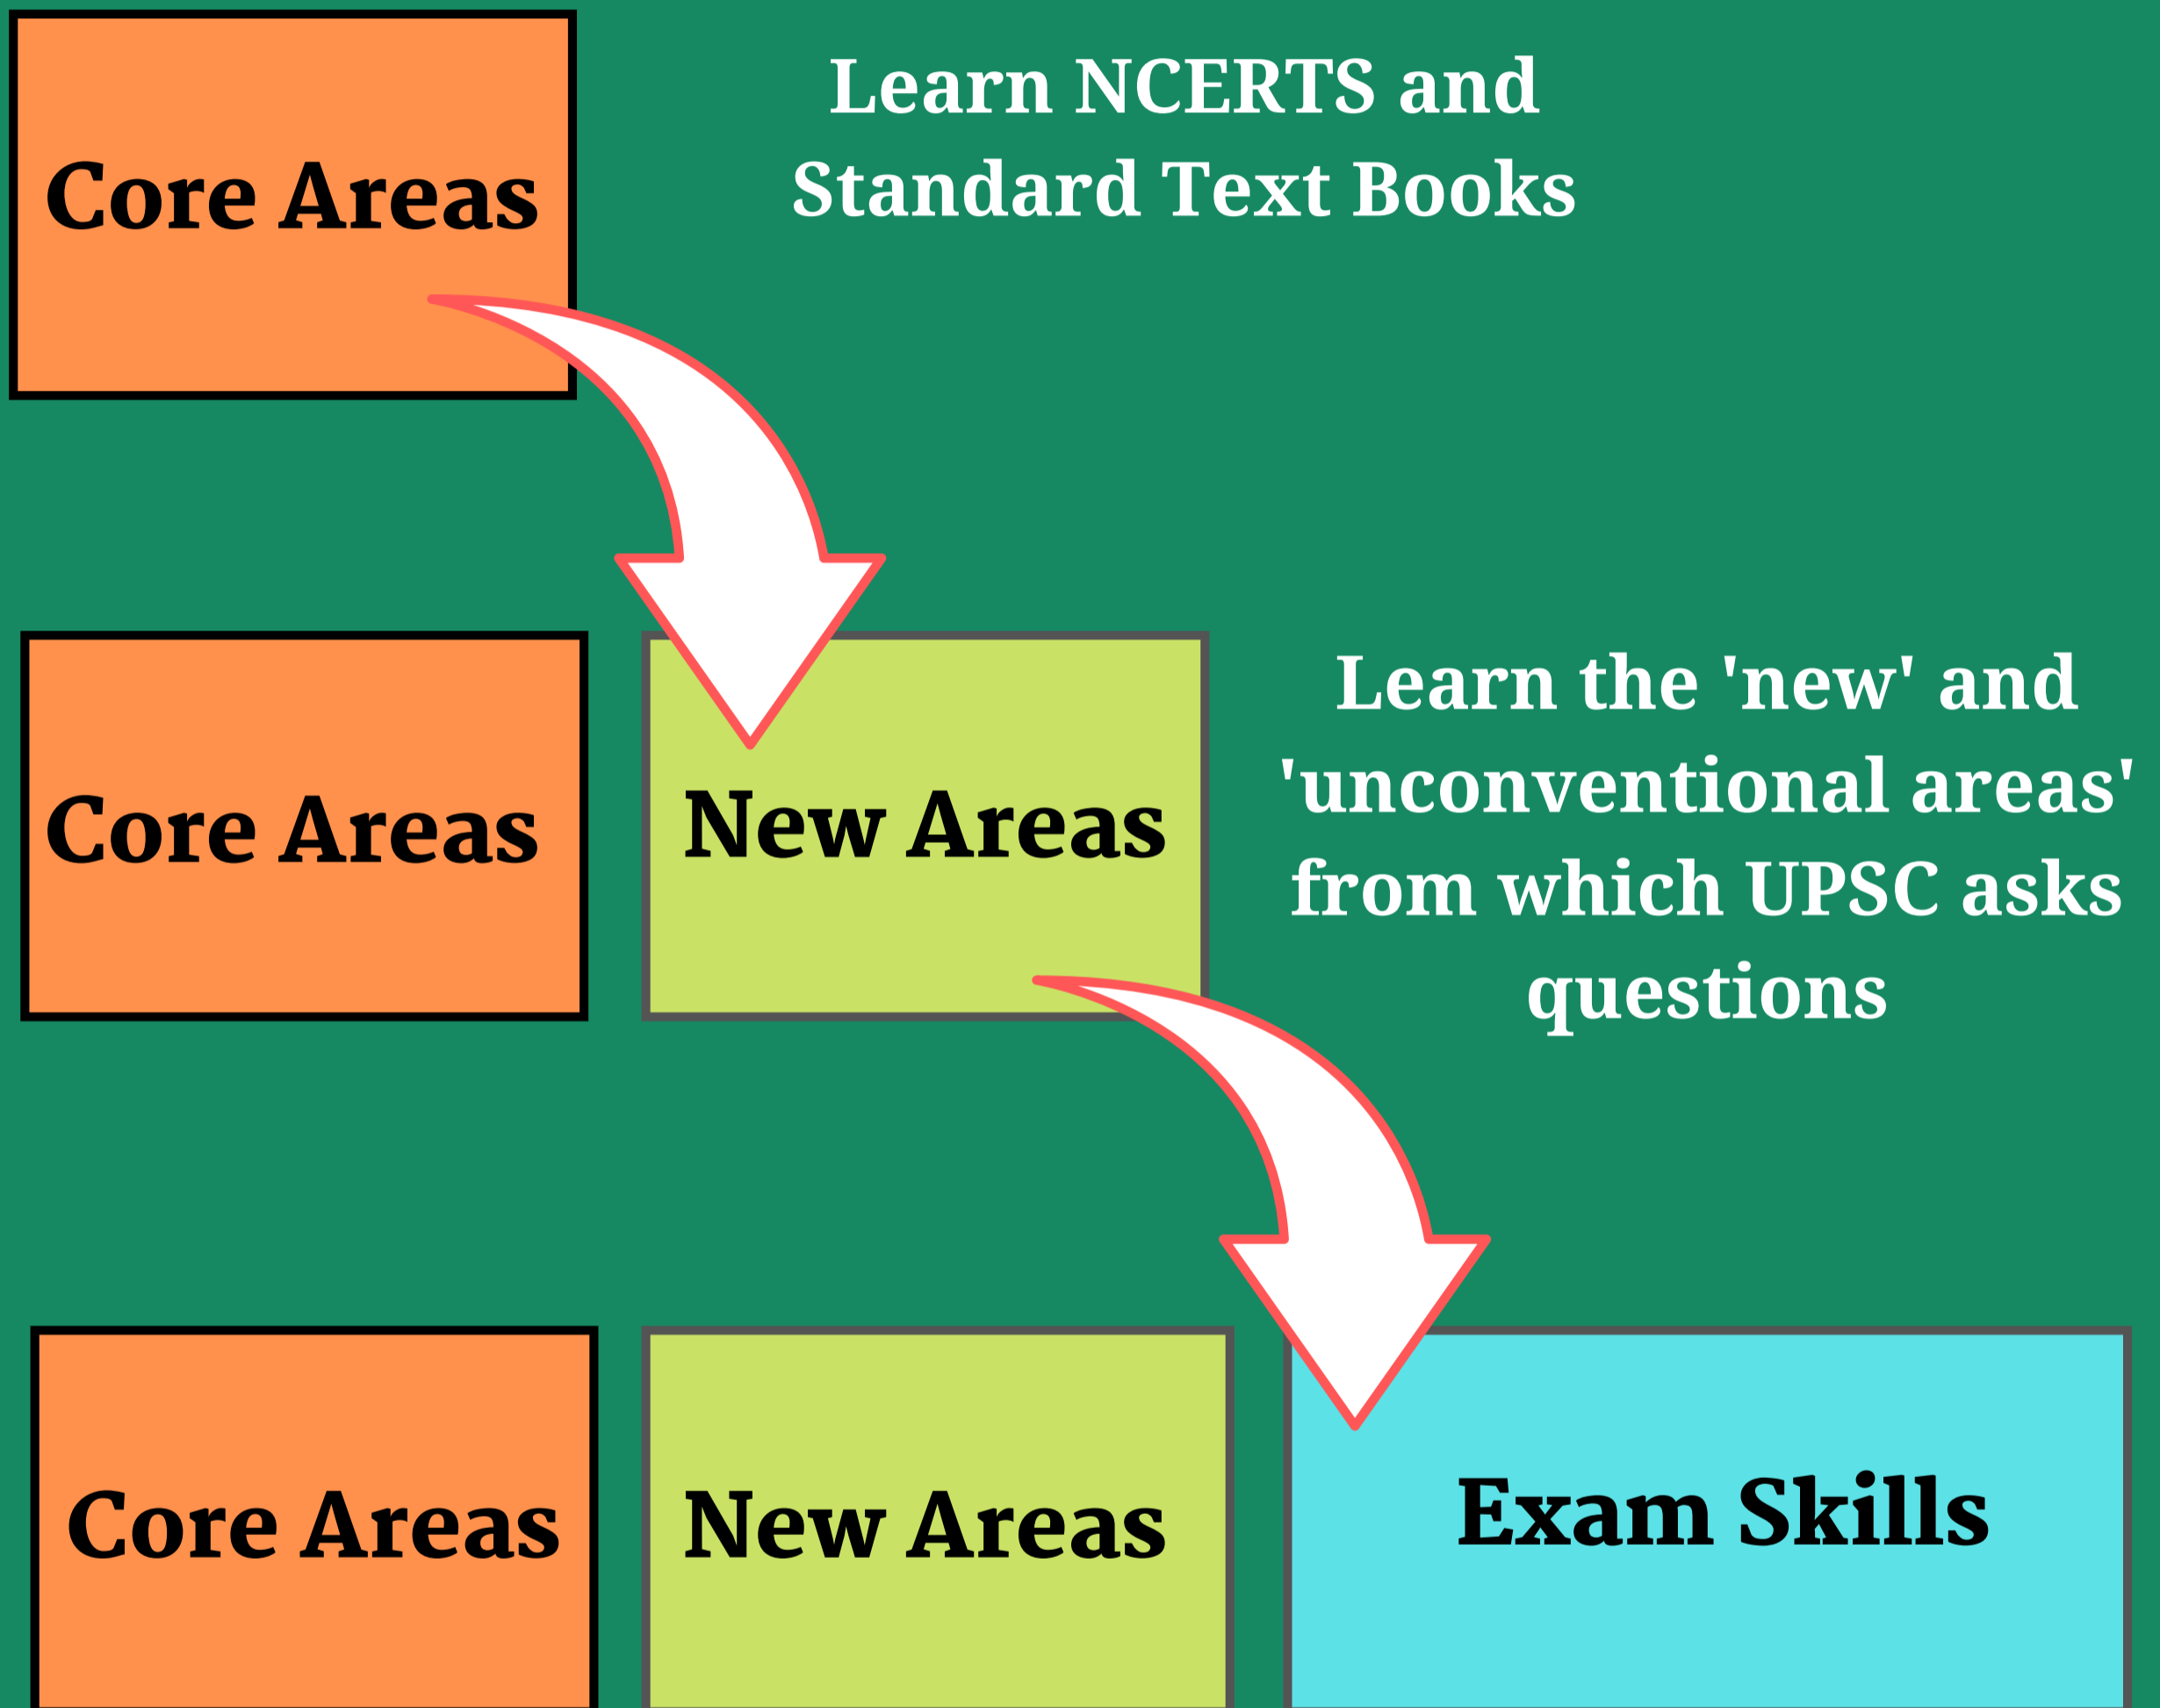 Core Areas
Learn NCERTS and
Standard Text Books
Core Areas
New Areas
Learn the 'new' and
'unconventional areas'
from which UPSC asks
questions
Core Areas
New Areas
Exam Skills